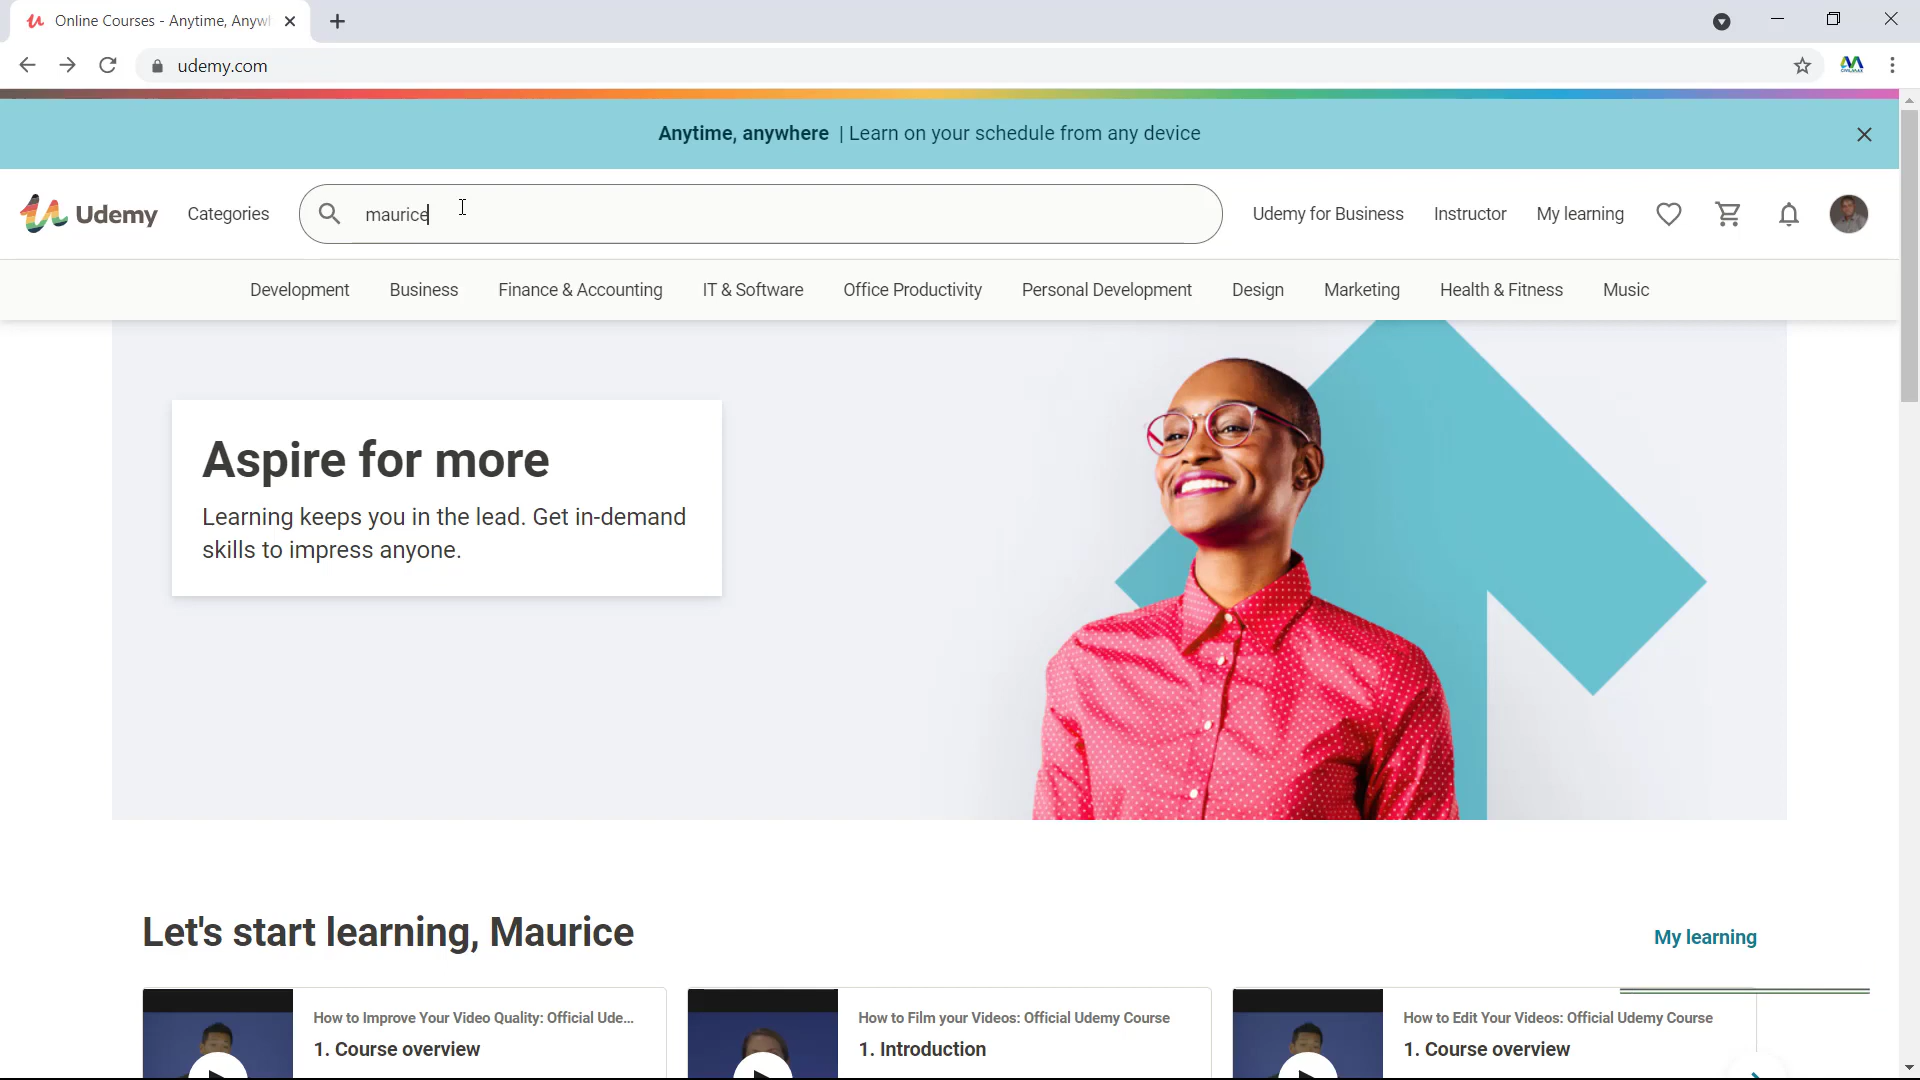 Online Courses - Anytime, Anyw
udemy.com
Anytime, anywhere | Learn on your schedule from any device
Udemy Categories maurice Udemy for Business Instructor My learning
Development Business Finance & Accounting IT & Software Office Productivity Personal Development Design Marketing Health & Fitness Music
Aspire for more
Learning keeps you in the lead. Get in-demand
skills to impress anyone.
Let's start learning, Maurice
My learning
How to Improve Your Video Quality: Official Ude...
1. Course overview
How to Film your Videos: Official Udemy Course
1. Introduction
How to Edit Your Videos: Official Udemy Course
1. Course overview